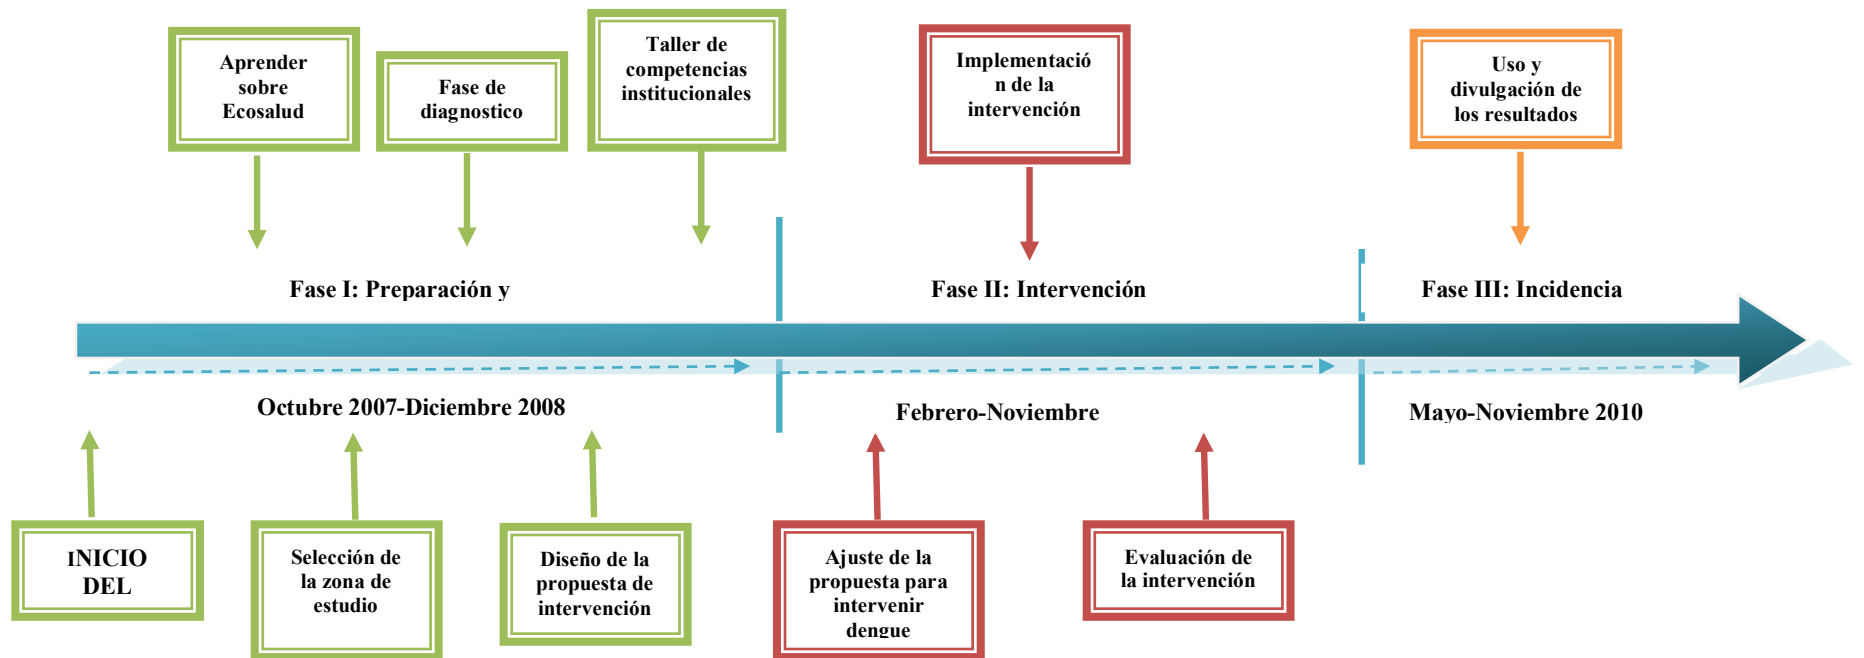 Aprender
sobre
Ecosalud
Fase de
diagnostico
Taller de
competencias
institucionales
Implementació
n de la
intervención
Uso y
divulgación de
los resultados
Fase I: Preparación y
Fase II: Intervención
Fase III: Incidencia
Octubre 2007-Diciembre 2008
Febrero-Noviembre
Mayo-Noviembre 2010
INICIO
DEL
Selección de
la zona de
estudio
Diseño de la
propuesta de
intervención
Ajuste de la
propuesta para
intervenir
dengue
Evaluación de
la intervención